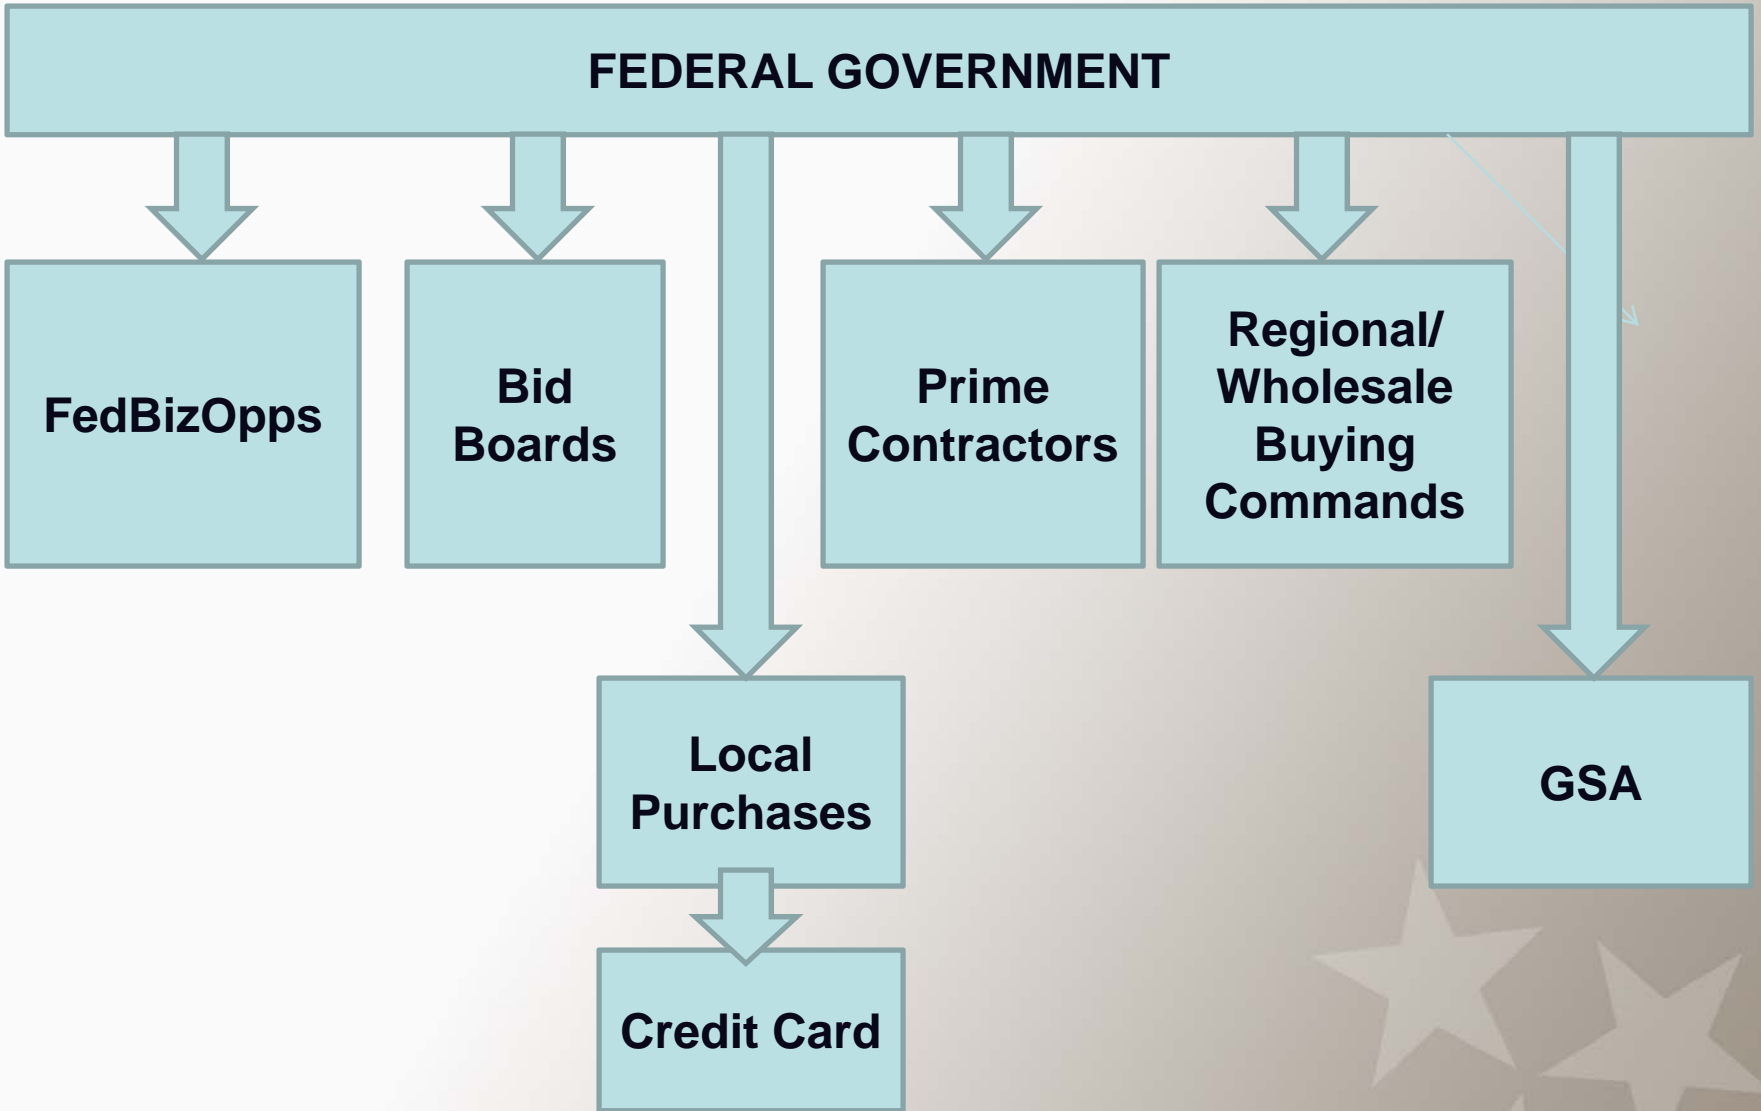 FEDERAL GOVERNMENT
FedBizOpps
Bid
Boards
Prime
Contractors
Regional/
Wholesale
Buying
Commands
Local
Purchases
GSA
Credit Card